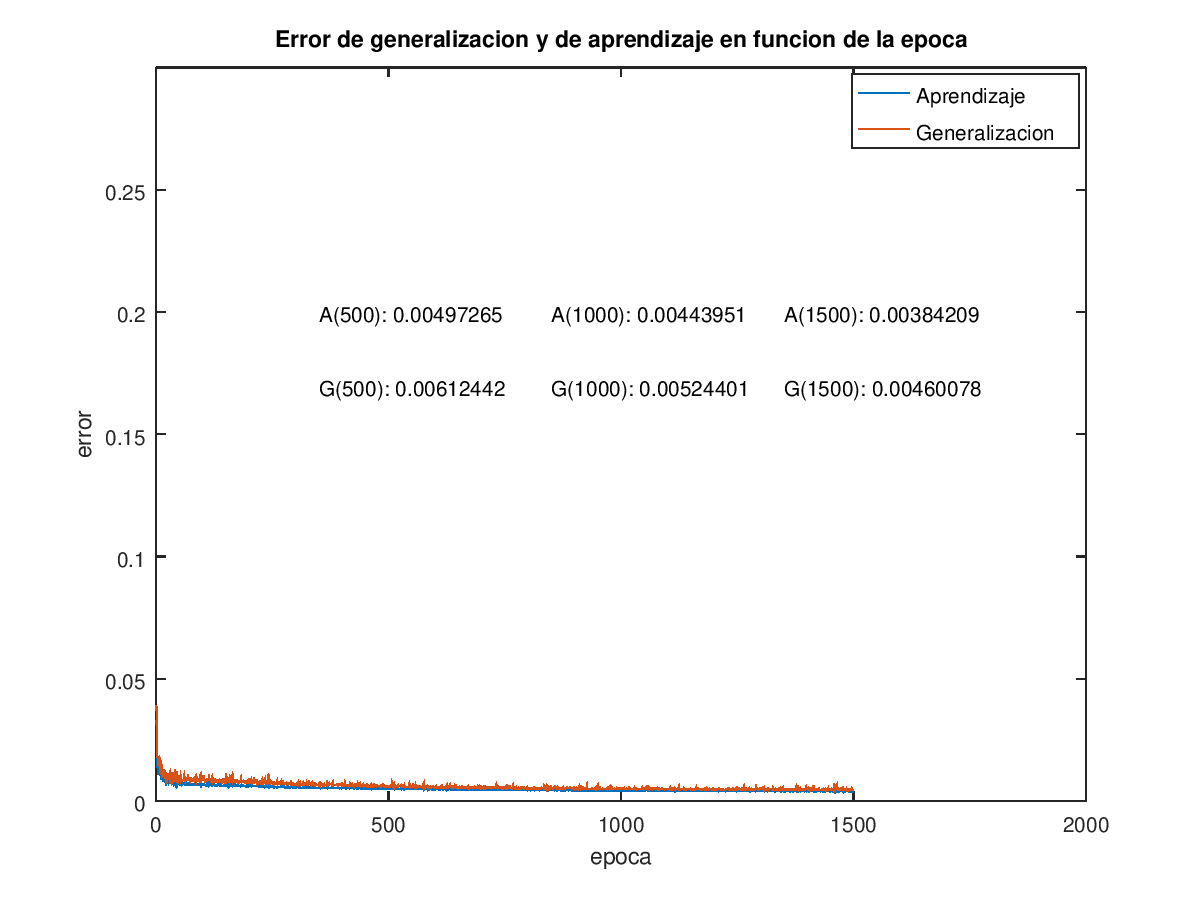 Error de generalizacion y de aprendizaje en funcion de la epoca
Aprendizaje
Generalizacion
0.25
0.2
0.15
0.1
0.05
0
A(500): 0.00497265 A(1000): 0.00443951 A(1500): 0.00384209
G(500): 0.00612442 G(1000): 0.00524401 G(1500): 0.00460078
error
0 500 1000 1500 2000
epoca